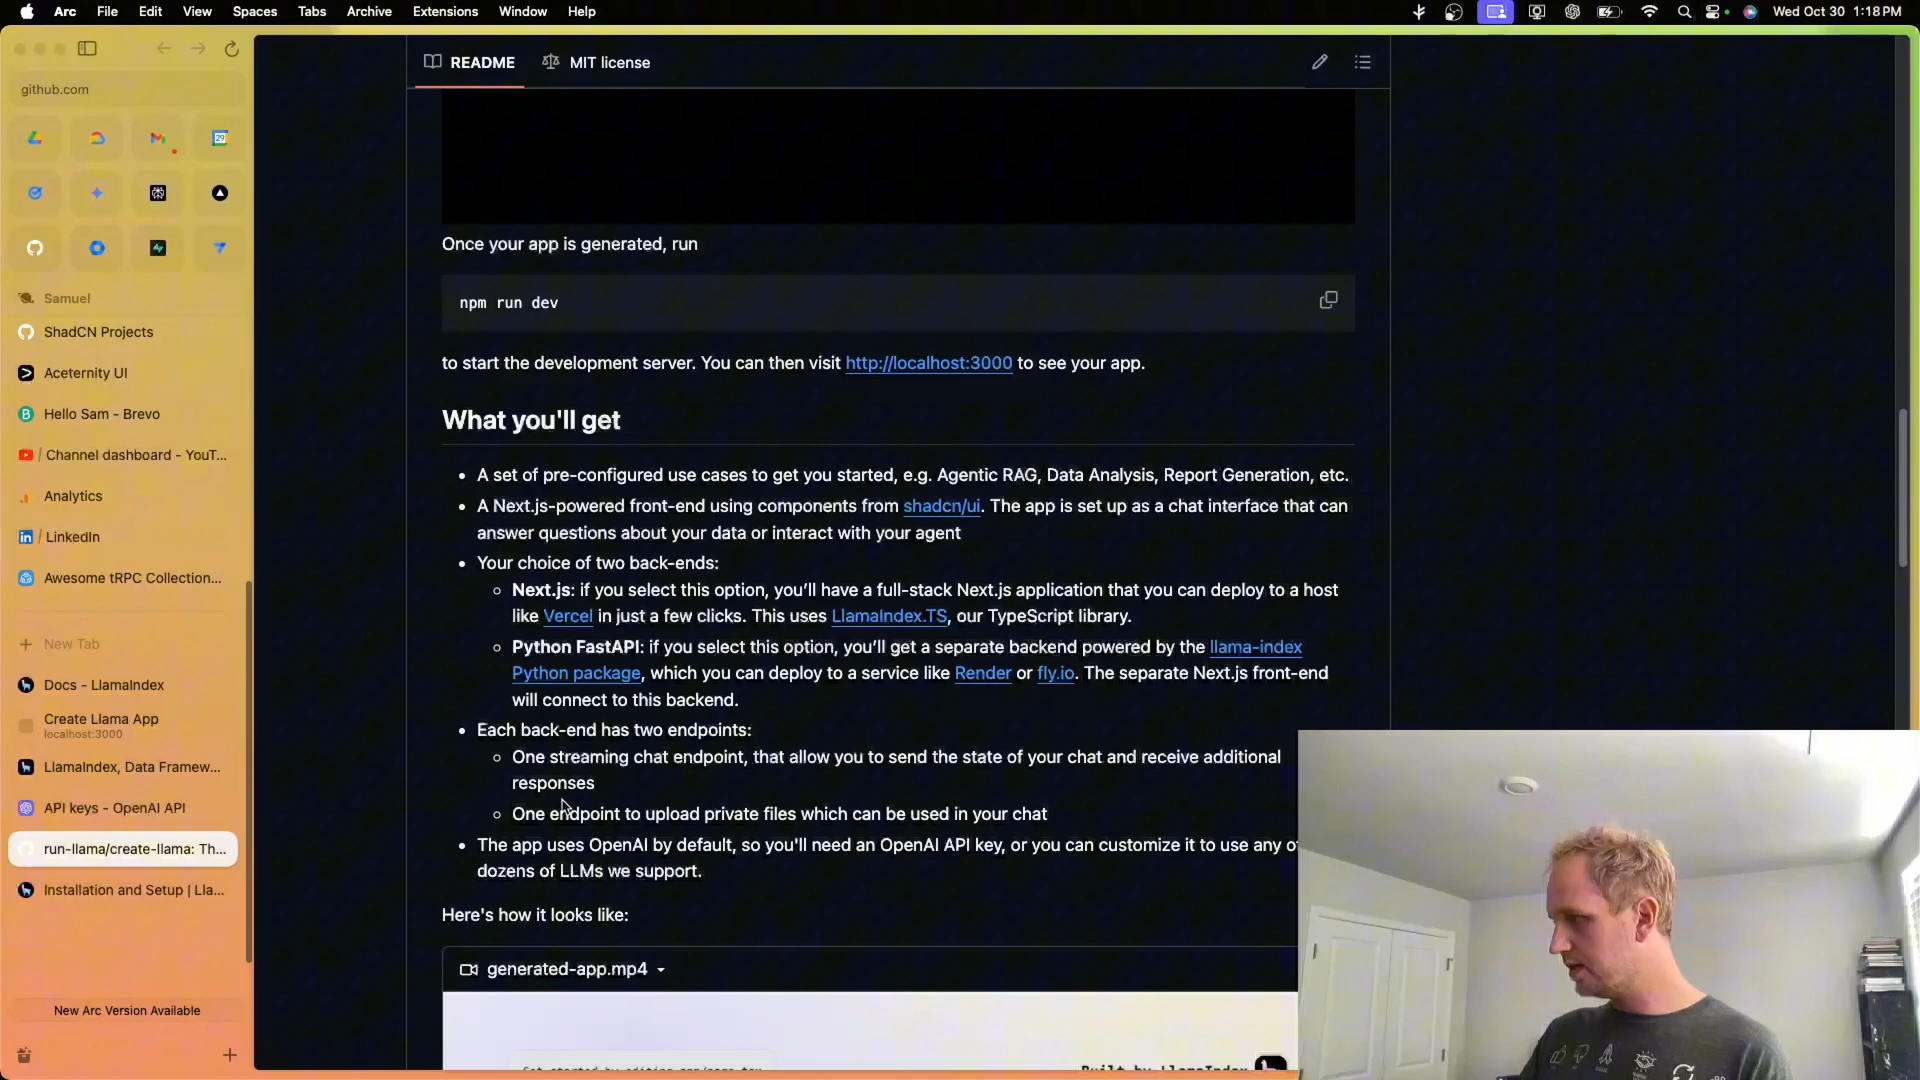 Arc File Edit View Spaces Tabs Archive Extensions Window Help
Wed Oct 30 1:18 PM
github.com
Samuel
ShadCN Projects
Aceternity UI
Hello Sam - Brevo
/ Channel dashboard - YouT...
Analytics
/ LinkedIn
Awesome tRPC Collection...
New Tab
Docs - LlamaIndex
Create Llama App
localhost:3000
LlamaIndex, Data Framew...
API keys - OpenAI API
run-llama/create-llama: Th...
Installation and Setup | Lla...
New Arc Version Available
README MIT license
Once your app is generated, run
npm run dev
to start the development server. You can then visit http://localhost:3000 to see your app.
What you'll get
• A set of pre-configured use cases to get you started, e.g. Agentic RAG, Data Analysis, Report Generation, etc.
• A Next.js-powered front-end using components from shadcn/ui. The app is set up as a chat interface that can
answer questions about your data or interact with your agent
• Your choice of two back-ends:
Next.js: if you select this option, you'll have a full-stack Next.js application that you can deploy to a host
like Vercel in just a few clicks. This uses LlamaIndex.TS, our TypeScript library.
Python FastAPI: if you select this option, you'll get a separate backend powered by the llama-index
Python package, which you can deploy to a service like Render or fly.io. The separate Next.js front-end
will connect to this backend.
• Each back-end has two endpoints:
One streaming chat endpoint, that allow you to send the state of your chat and receive additional
responses
One endpoint to upload private files which can be used in your chat
• The app uses OpenAI by default, so you'll need an OpenAI API key, or you can customize it to use any
dozens of LLMs we support.
Here's how it looks like:
generated-app.mp4